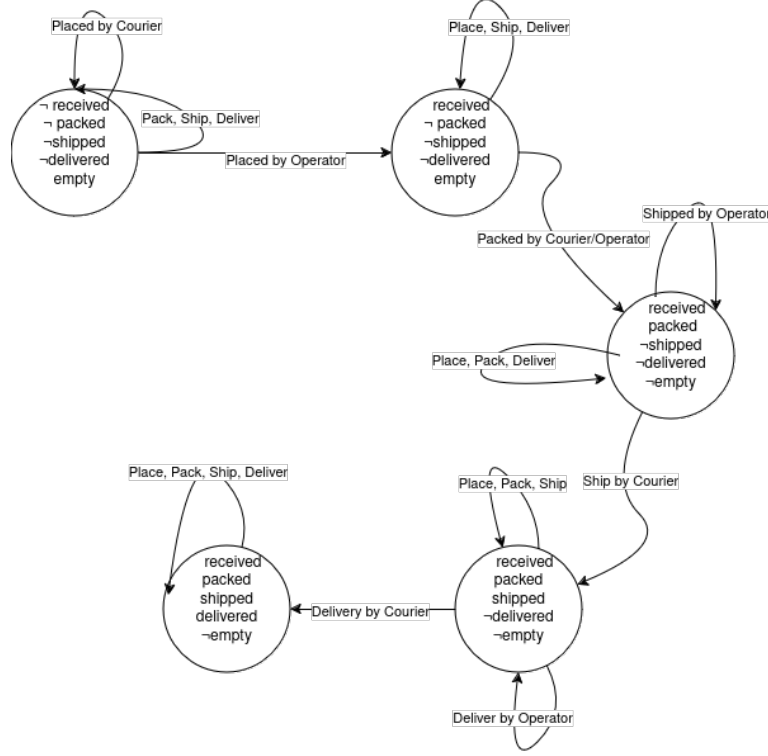 Placed by Courier
¬ received
¬ packed
¬shipped
¬delivered
empty
Pack, Ship, Deliver
Placed by Operator
Place, Ship, Deliver
received
¬ packed
¬shipped
¬delivered
empty
Packed by Courier/Operator
Shipped by Operator
received
packed
¬shipped
¬delivered
¬empty
Place, Pack, Deliver
Ship by Courier
Place, Pack, Ship
received
packed
shipped
¬delivered
¬empty
Deliver by Operator
Delivery by Courier
Place, Pack, Ship, Deliver
received
packed
shipped
delivered
¬empty